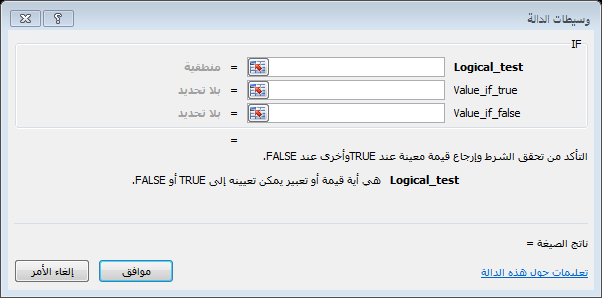 وسيطات الدالة
IF
Logical_test = منطقية
Value_if_true = بلا تحديد
Value_if_false = بلا تحديد
=
التأكد من تحقق الشرط وإرجاع قيمة معينة عند TRUEوأخرى عند FALSE.
Logical_test هي أية قيمة أو تعبير يمكن تعيينه إلى TRUE أو FALSE.
ناتج الصيغة =
تعليمات حول هذه الدالة
موافق
إلغاء الأمر